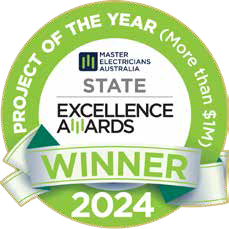 PROJECT OF THE YEAR (More than $1M)
MASTER
ELECTRICIANS
AUSTRALIA
STATE
EXCELLENCE
AWARDS
WINNER
2024